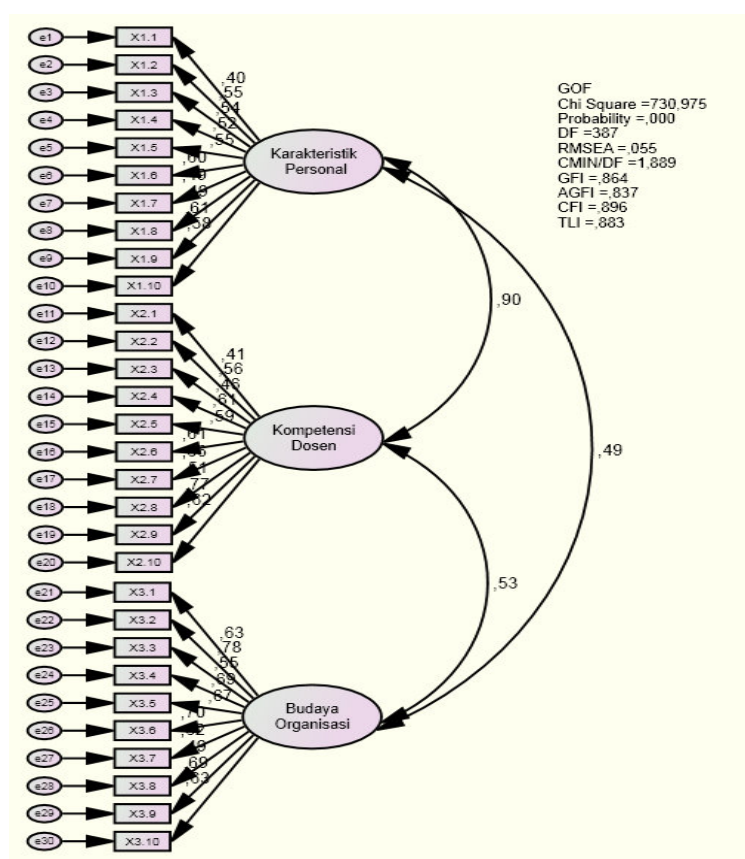 e1 X1.1
e2 X1.2
e3 X1.3
e4 X1.4
e5 X1.5
e6 X1.6
e7 X1.7
e8 X1.8
e9 X1.9
e10 X1.10
,40
,55
,54
,52
,55
,60
,49
,61
,58
Karakteristik
Personal
e11 X2.1
e12 X2.2
e13 X2.3
e14 X2.4
e15 X2.5
e16 X2.6
e17 X2.7
e18 X2.8
e19 X2.9
e20 X2.10
,41
,56
,46
,61
,59
,61
,77
,62
Kompetensi
Dosen
e21 X3.1
e22 X3.2
e23 X3.3
e24 X3.4
e25 X3.5
e26 X3.6
e27 X3.7
e28 X3.8
e29 X3.9
e30 X3.10
,63
,78
,55
,69
,67
,70
,69
,63
Budaya
Organisasi
GOF
Chi Square =730,975
Probability =,000
DF =387
RMSEA =,055
CMIN/DF =1,889
GFI =,864
AGFI =,837
CFI =,896
TLI =,883
,90
,49
,53